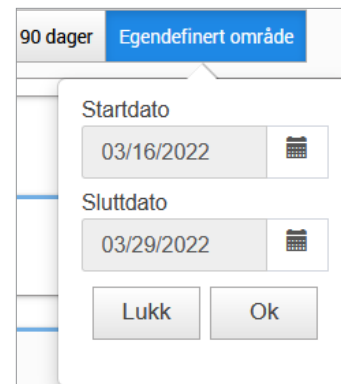 90 dager Egendefinert område
Startdato
03/16/2022
Sluttdato
03/29/2022
Lukk Ok